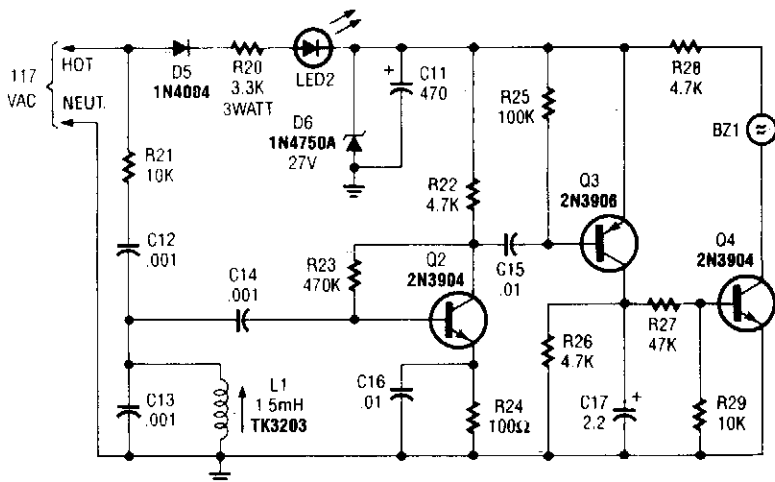 117
VAC
HOT
NEUT.
D5
1N4004
R20
3.3K
3WATT
LED2
D6
1N4750A
27V
+
C11
470
R25
100K
R28
4.7K
BZ1
R21
10K
R22
4.7K
Q3
2N3906
C12
.001
C14
.001
R23
470K
Q2
2N3904
C15
.01
Q4
2N3904
C13
.001
L1
1.5mH
TK3203
C16
.01
R24
100Ω
R26
4.7K
R27
47K
C17
2.2
+
R29
10K